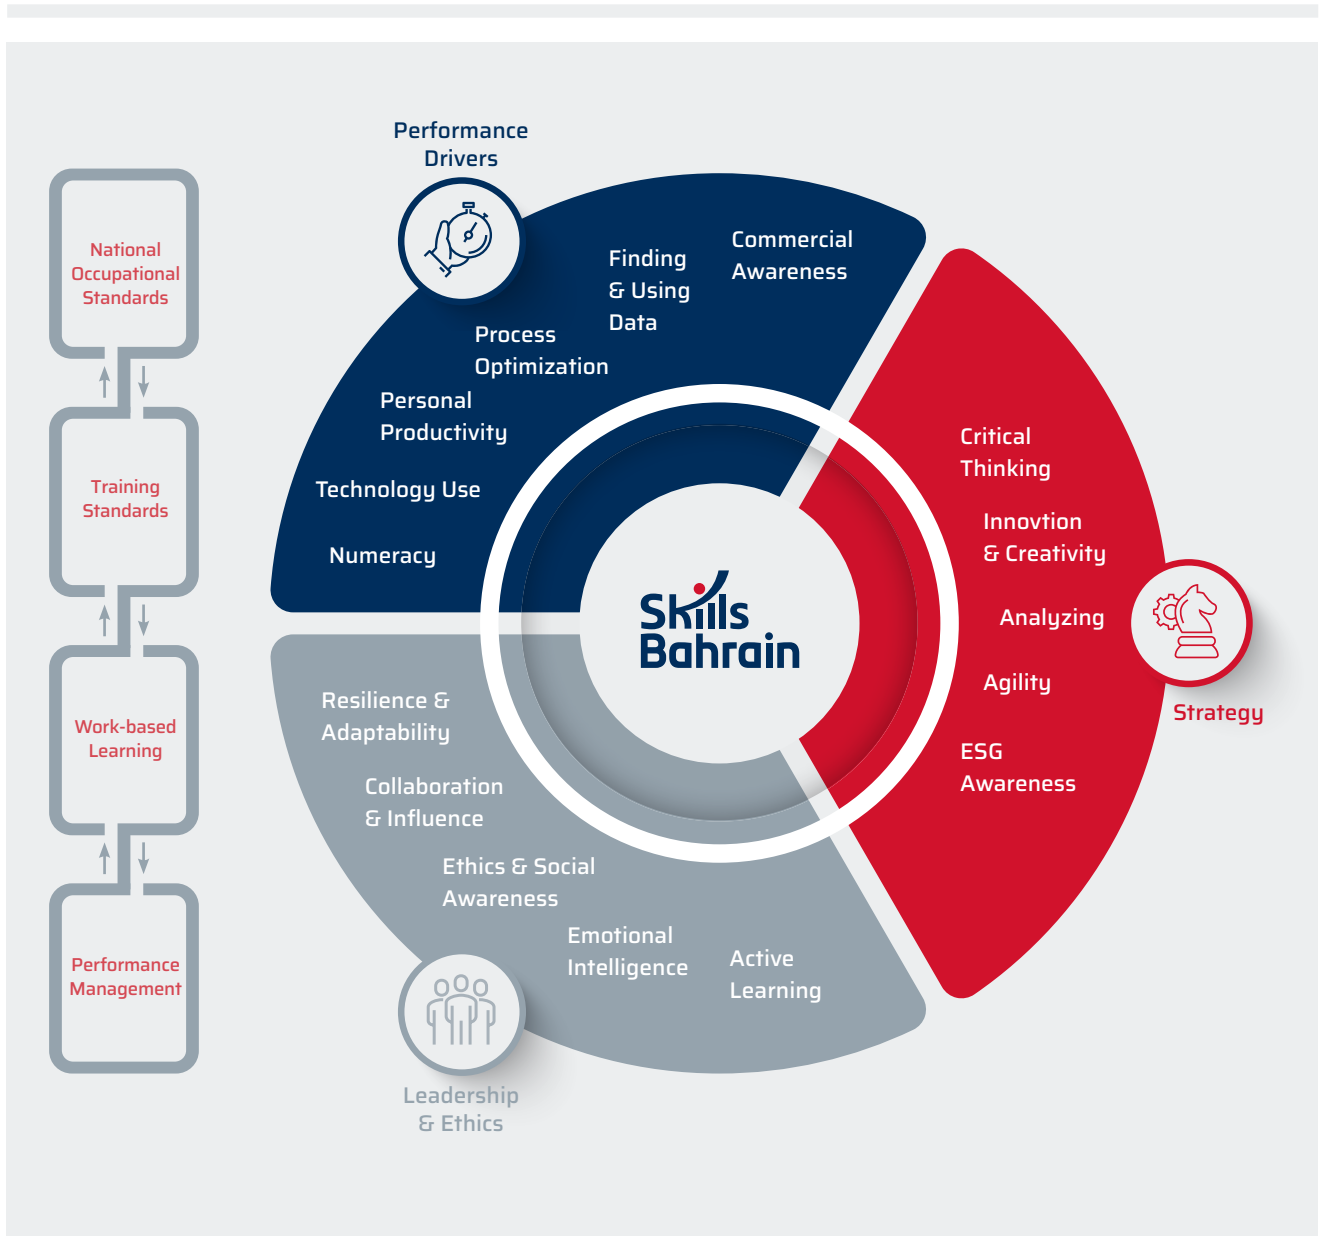 National
Occupational
Standards
Training
Standards
Work-based
Learning
Performance
Management
Performance
Drivers
Commercial
Awareness
Finding
& Using
Data
Process
Optimization
Personal
Productivity
Technology Use
Numeracy
Critical
Thinking
Innovtion
& Creativity
Analyzing
Agility
ESG
Awareness
Strategy
Skills
Bahrain
Resilience &
Adaptability
Collaboration
& Influence
Ethics & Social
Awareness
Emotional
Intelligence
Active
Learning
Leadership
& Ethics